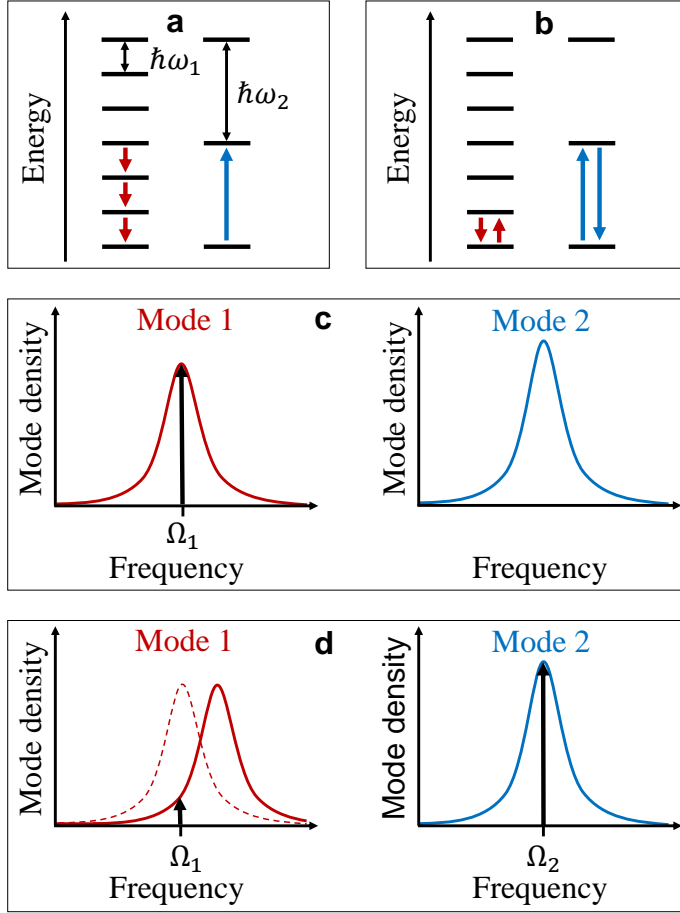 a
Energy
ℏω₁
ℏω₂
b
Energy
c
Mode 1
Mode density
Ω₁
Frequency
Mode 2
Mode density
Frequency
d
Mode 1
Mode density
Ω₁
Frequency
Mode 2
Mode density
Ω₂
Frequency